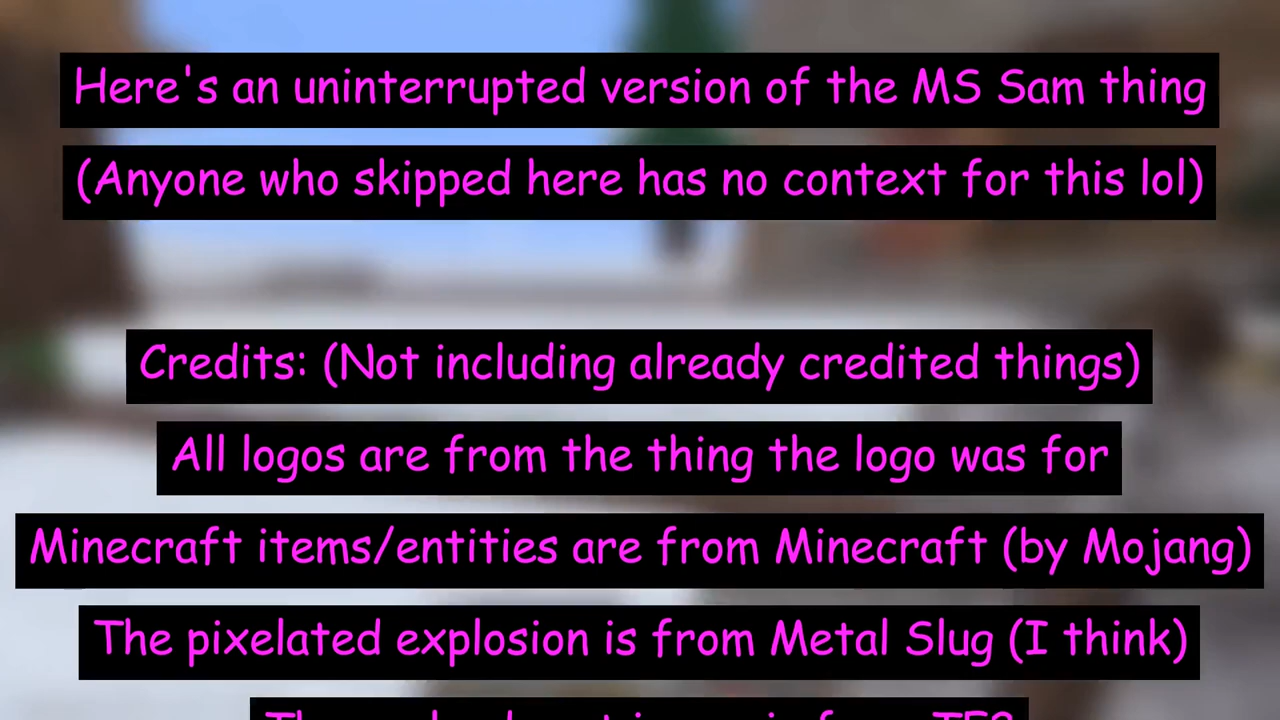 Here's an uninterrupted version of the MS Sam thing
(Anyone who skipped here has no context for this lol)
Credits: (Not including already credited things)
All logos are from the thing the logo was for
Minecraft items/entities are from Minecraft (by Mojang)
The pixelated explosion is from Metal Slug (I think)